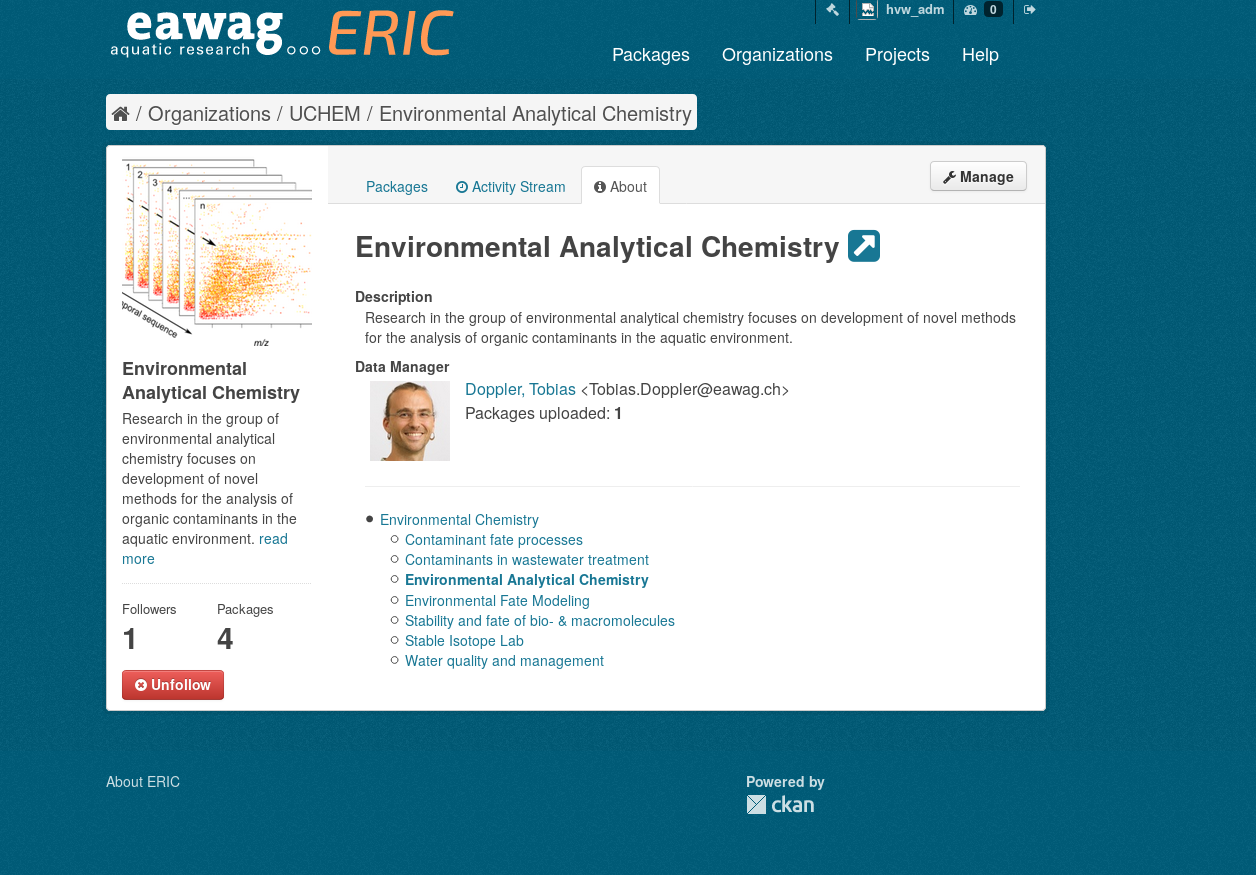 eawag
aquatic research
ERIC
hvw_adm
0
Packages Organizations Projects Help
/ Organizations / UCHEM / Environmental Analytical Chemistry
1
2
3
4
...
n
poral sequence
m/z
Environmental
Analytical Chemistry
Research in the group of
environmental analytical
chemistry focuses on
development of novel
methods for the analysis of
organic contaminants in the
aquatic environment. read
more
Followers Packages
1 4
Unfollow
Packages Activity Stream About
Manage
Environmental Analytical Chemistry
Description
Research in the group of environmental analytical chemistry focuses on development of novel methods
for the analysis of organic contaminants in the aquatic environment.
Data Manager
Doppler, Tobias <Tobias.Doppler@eawag.ch>
Packages uploaded: 1
Environmental Chemistry
Contaminant fate processes
Contaminants in wastewater treatment
Environmental Analytical Chemistry
Environmental Fate Modeling
Stability and fate of bio- & macromolecules
Stable Isotope Lab
Water quality and management
About ERIC
Powered by
ckan